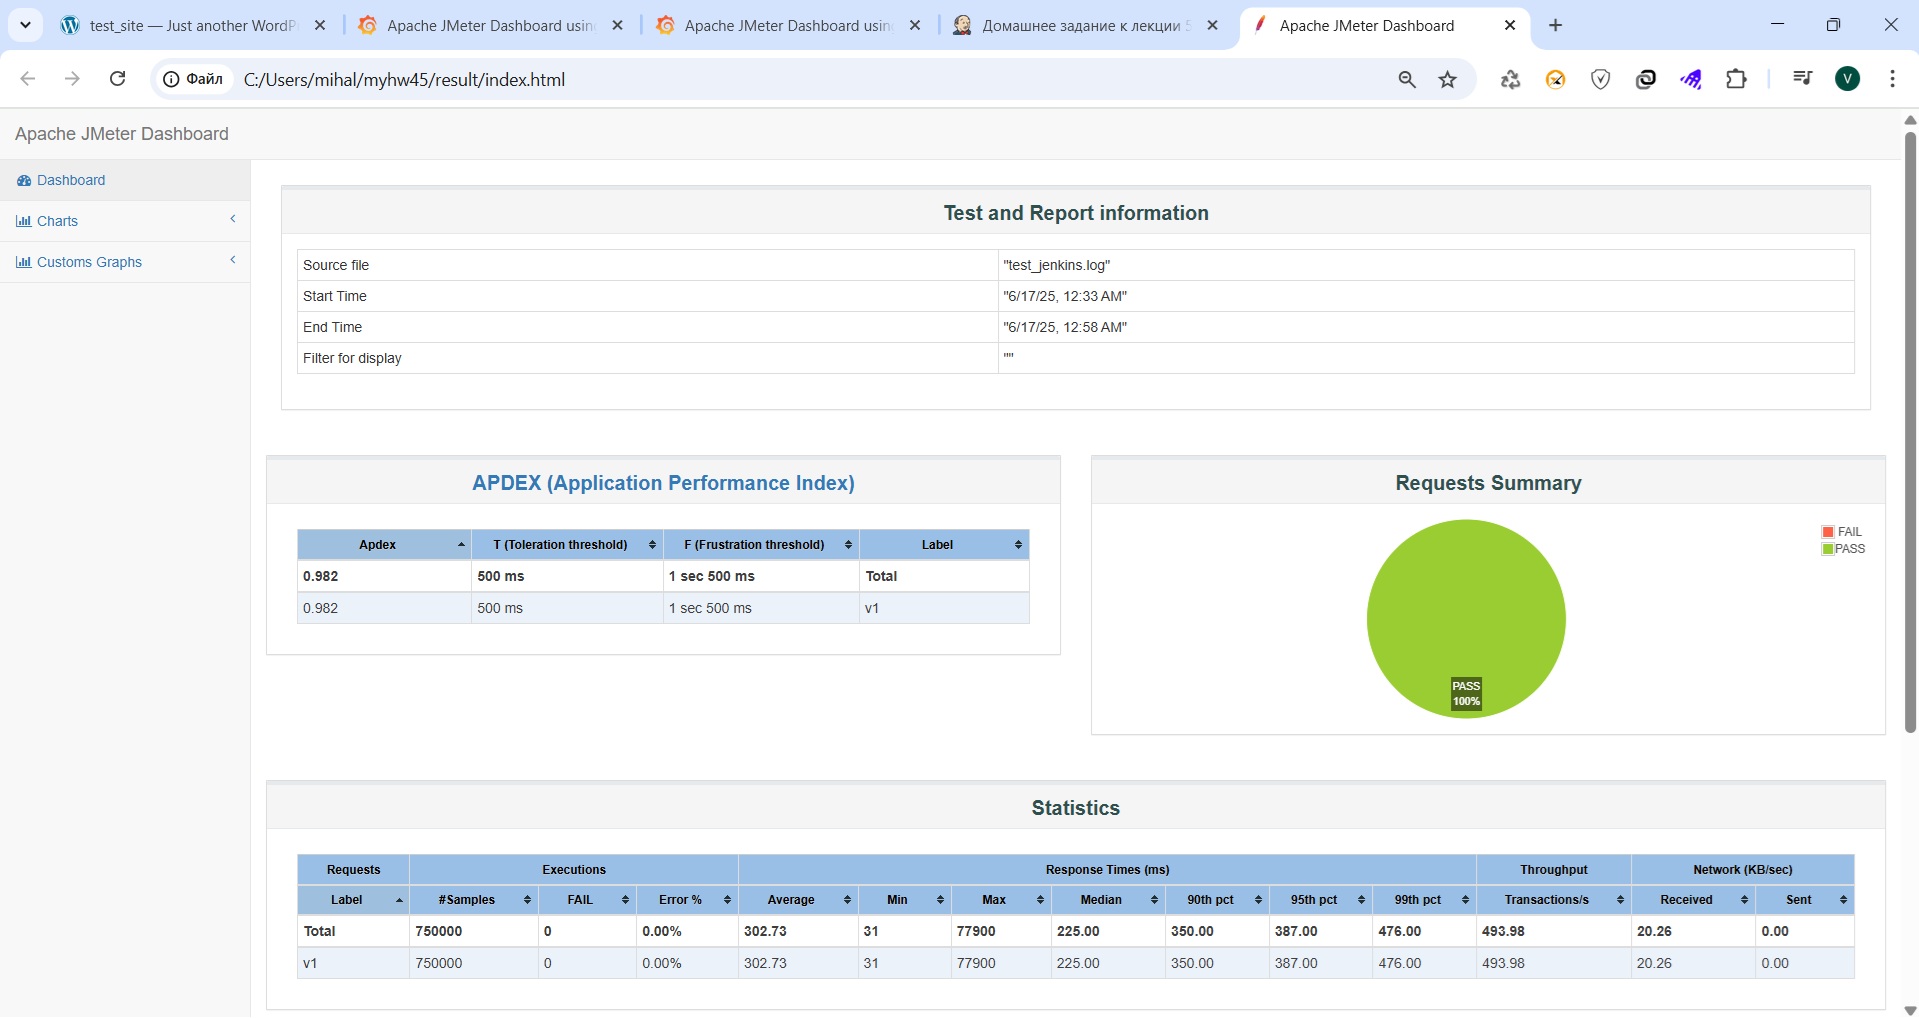 test_site — Just another WordP
Apache JMeter Dashboard usin
Apache JMeter Dashboard usin
Домашнее задание к лекции 5
Apache JMeter Dashboard
Файл
C:/Users/mihal/myhw45/result/index.html
V
Apache JMeter Dashboard
Dashboard
Charts
Customs Graphs
Test and Report information
Source file "test_jenkins.log"
Start Time "6/17/25, 12:33 AM"
End Time "6/17/25, 12:58 AM"
Filter for display ""
APDEX (Application Performance Index)
Apdex T (Toleration threshold) F (Frustration threshold) Label
0.982 500 ms 1 sec 500 ms Total
0.982 500 ms 1 sec 500 ms v1
Requests Summary
FAIL
PASS
PASS
100%
Statistics
Requests Executions Response Times (ms) Throughput Network (KB/sec)
Label #Samples FAIL Error % Average Min Max Median 90th pct 95th pct 99th pct Transactions/s Received Sent
Total 750000 0 0.00% 302.73 31 77900 225.00 350.00 387.00 476.00 493.98 20.26 0.00
v1 750000 0 0.00% 302.73 31 77900 225.00 350.00 387.00 476.00 493.98 20.26 0.00